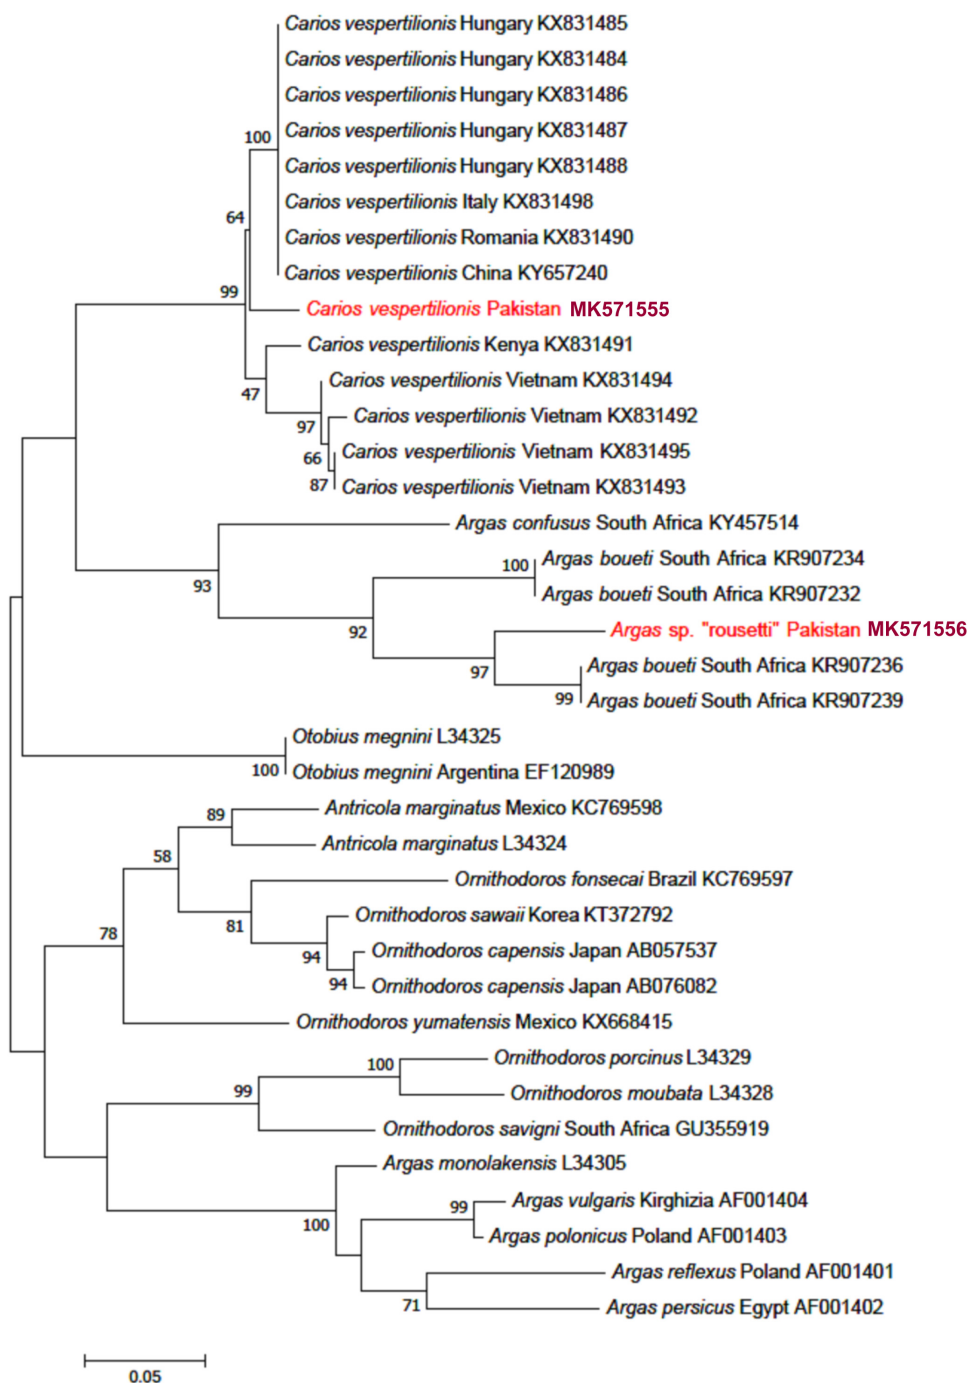 Carios vespertilionis Hungary KX831485
Carios vespertilionis Hungary KX831484
Carios vespertilionis Hungary KX831486
Carios vespertilionis Hungary KX831487
100
Carios vespertilionis Hungary KX831488
Carios vespertilionis Italy KX831498
64
Carios vespertilionis Romania KX831490
Carios vespertilionis China KY657240
99
Carios vespertilionis Pakistan MK571555
Carios vespertilionis Kenya KX831491
Carios vespertilionis Vietnam KX831494
47
Carios vespertilionis Vietnam KX831492
97
Carios vespertilionis Vietnam KX831495
66
Carios vespertilionis Vietnam KX831493
87
Argas confusus South Africa KY457514
Argas boueti South Africa KR907234
100
93
Argas boueti South Africa KR907232
Argas sp. "rousetti" Pakistan MK571556
92
Argas boueti South Africa KR907236
97
Argas boueti South Africa KR907239
99
Otobius megnini L34325
Otobius megnini Argentina EF120989
100
Antricola marginatus Mexico KC769598
89
Antricola marginatus L34324
58
Ornithodoros fonsecai Brazil KC769597
Ornithodoros sawaii Korea KT372792
81
78
Ornithodoros capensis Japan AB057537
94
Ornithodoros capensis Japan AB076082
94
Ornithodoros yumatensis Mexico KX668415
Ornithodoros porcinus L34329
100
Ornithodoros moubata L34328
99
Ornithodoros savigni South Africa GU355919
Argas monolakensis L34305
Argas vulgaris Kirghizia AF001404
99
100
Argas polonicus Poland AF001403
Argas reflexus Poland AF001401
Argas persicus Egypt AF001402
71
0.05